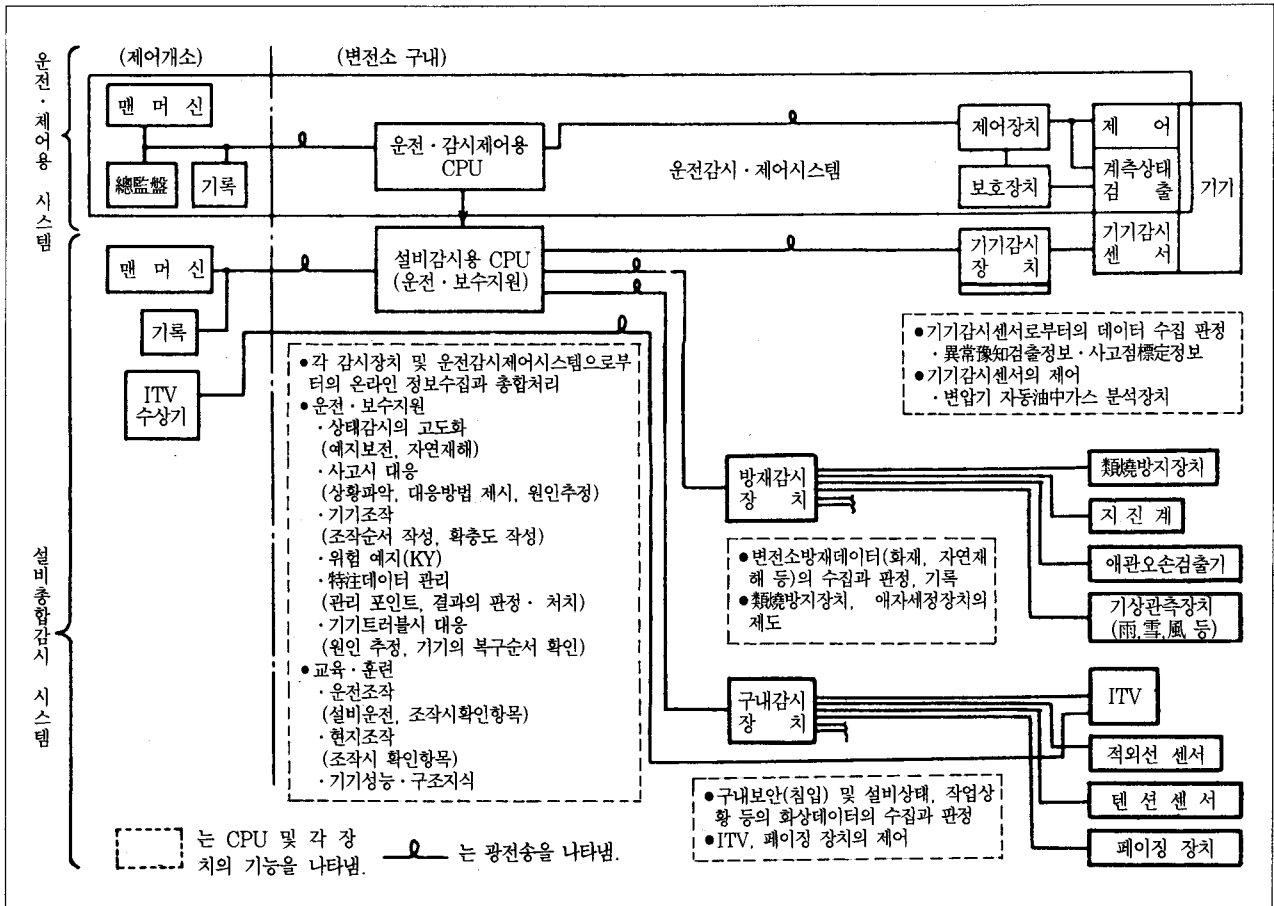 운전·제어용 시스템
(제어개소)
(변전소 구내)
맨 머 신
總監盤
기록
운전·감시제어용
CPU
운전감시·제어시스템
제어장치
보호장치
제 어
계측상태
검 출
기기감시
센 서
기기
설비총합감시 시스템
맨 머 신
기록
ITV
수상기
설비감시용 CPU
(운전·보수지원)
기기감시
장 치
●각 감시장치 및 운전감시제어시스템으로부
터의 온라인 정보수집과 총합처리
●운전·보수지원
·상태감시의 고도화
(예지보전, 자연재해)
·사고시 대응
(상황파악, 대응방법 제시, 원인추정)
·기기조작
(조작순서 작성, 확충도 작성)
·위험 예지(KY)
·特注데이터 관리
(관리 포인트, 결과의 판정· 처치)
·기기트러블시 대응
(원인 추정, 기기의 복구순서 확인)
●교육·훈련
·운전조작
(설비운전, 조작시확인항목)
·현지조작
(조작시 확인항목)
·기기성능·구조지식
●기기감시센서로부터의 데이터 수집 판정
·異常豫知검출정보·사고점標定정보
●기기감시센서의 제어
·변압기 자동油中가스 분석장치
방재감시
장 치
類燒방지장치
지 진 계
애관오손검출기
기상관측장치
(雨,雪,風 등)
●변전소방재데이터(화재, 자연재
해 등)의 수집과 판정, 기록
●類燒방지장치, 애자세정장치의
제도
구내감시
장 치
ITV
적외선 센서
텐 션 센 서
페이징 장치
●구내보안(침입) 및 설비상태, 작업상
황 등의 화상데이터의 수집과 판정
●ITV, 페이징 장치의 제어
는 CPU 및 각 장
치의 기능을 나타냄.
는 광전송을 나타냄.